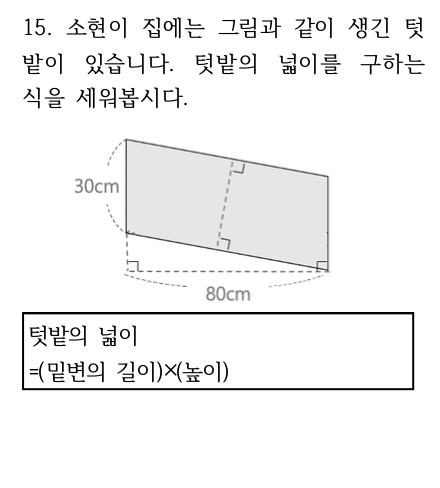 15. 소현이 집에는 그림과 같이 생긴 텃
밭이 있습니다. 텃밭의 넓이를 구하는
식을 세워봅시다.
30cm
80cm
텃밭의 넓이
=(밑변의 길이)×(높이)